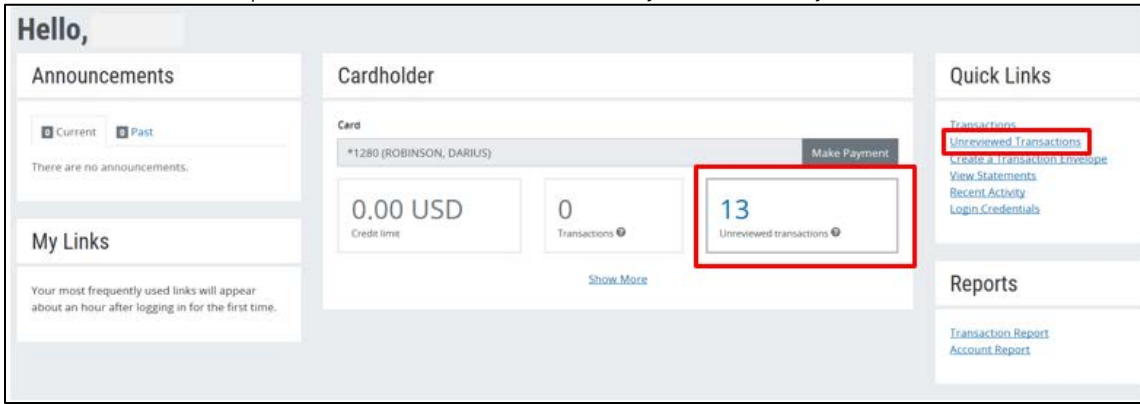 Hello,
Announcements
0 Current 0 Past
There are no announcements.
My Links
Your most frequently used links will appear
about an hour after logging in for the first time.
Cardholder
Card
*1280 (ROBINSON, DARIUS)
Make Payment
0.00 USD
Credit limit
0
Transactions
13
Unreviewed transactions
Show More
Quick Links
Transactions
Unreviewed Transactions
Create a Transaction Envelope
View Statements
Recent Activity
Login Credentials
Reports
Transaction Report
Account Report